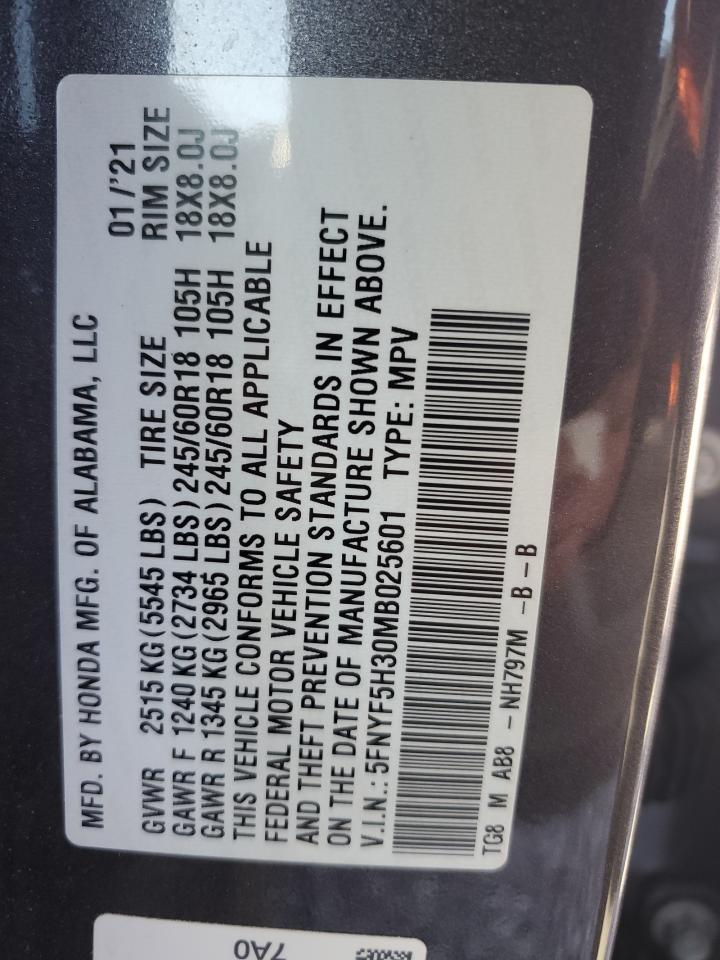 MFD. BY HONDA MFG. OF ALABAMA, LLC
01/'21
GVWR 2515 KG(5545 LBS) TIRE SIZE RIM SIZE
GAWR F 1240 KG(2734 LBS) 245/60R18 105H 18X8.0J
GAWR R 1345 KG(2965 LBS) 245/60R18 105H 18X8.0J
THIS VEHICLE CONFORMS TO ALL APPLICABLE
FEDERAL MOTOR VEHICLE SAFETY
AND THEFT PREVENTION STANDARDS IN EFFECT
ON THE DATE OF MANUFACTURE SHOWN ABOVE.
V.I.N.: 5FNYF5H30MB025601 TYPE: MPV
TG8 M AB8 -NH797M -B -B
7A0